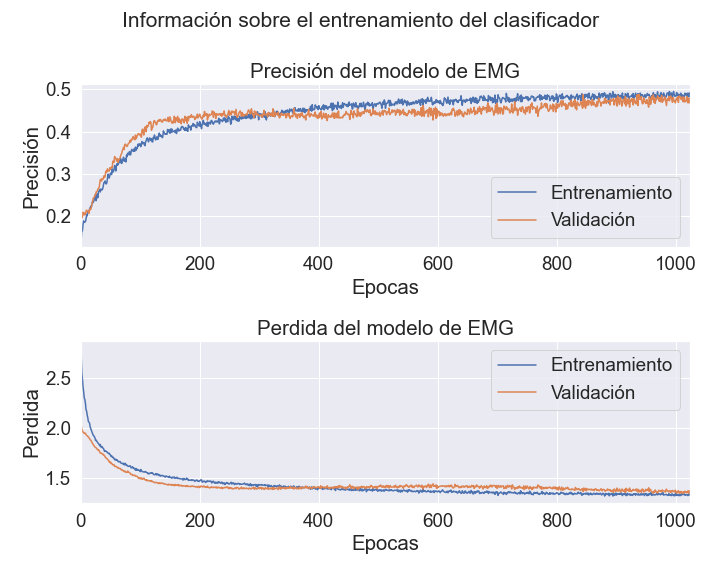 Información sobre el entrenamiento del clasificador
Precisión del modelo de EMG
0.5
0.4
0.3
0.2
Precisión
Entrenamiento
Validación
0 200 400 600 800 1000
Epocas
Perdida del modelo de EMG
2.5
2.0
1.5
Perdida
Entrenamiento
Validación
0 200 400 600 800 1000
Epocas